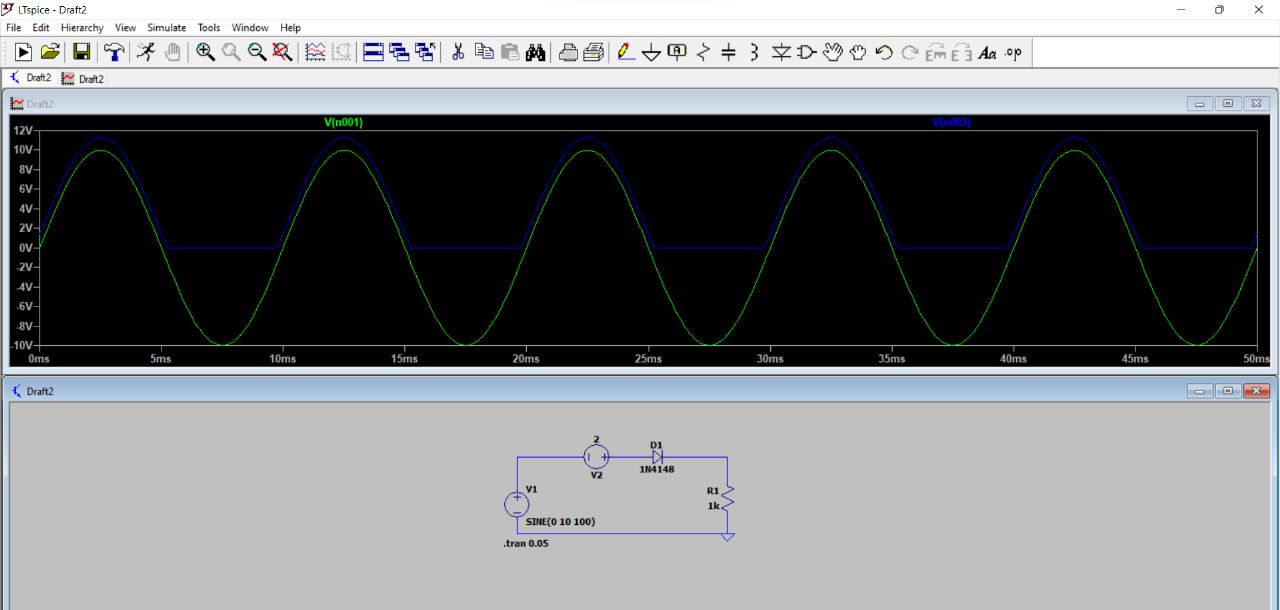 LTspice - Draft2
File Edit Hierarchy View Simulate Tools Window Help
Draft2 Draft2
Draft2
V(n001) V(n003)
12V
10V
8V
6V
4V
2V
0V
-2V
-4V
-6V
-8V
-10V
0ms 5ms 10ms 15ms 20ms 25ms 30ms 35ms 40ms 45ms 50ms
Draft2
2
V2
D1
1N4148
V1
SINE(0 10 100)
R1
1k
.tran 0.05